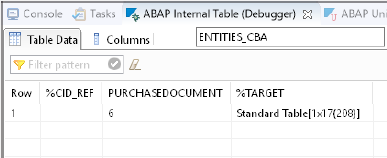 Console Tasks ABAP Internal Table (Debugger) ABAP Un
Table Data Columns ENTITIES_CBA
Filter pattern
Row %CID_REF PURCHASEDOCUMENT %TARGET
1 6 Standard Table[1x17(208)]